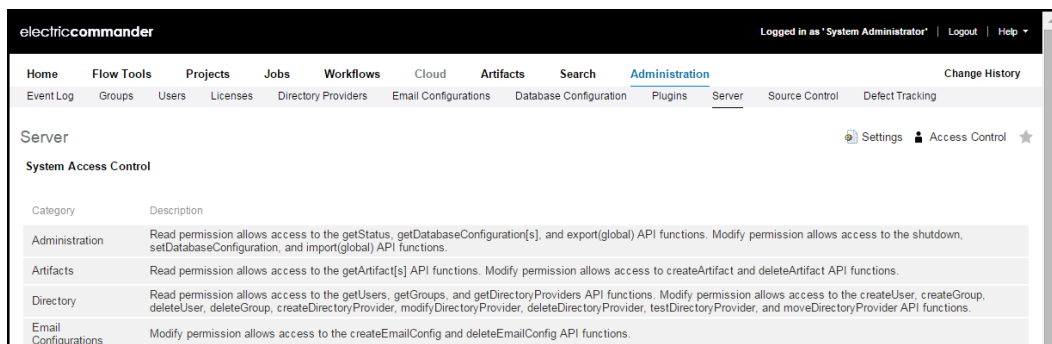 electriccommander
Logged in as 'System Administrator' | Logout | Help
Home Flow Tools Projects Jobs Workflows Cloud Artifacts Search Administration Change History
Event Log Groups Users Licenses Directory Providers Email Configurations Database Configuration Plugins Server Source Control Defect Tracking
Server
Settings Access Control
System Access Control
Category Description
Administration
Read permission allows access to the getStatus, getDatabaseConfiguration[s], and export(global) API functions. Modify permission allows access to the shutdown,
setDatabaseConfiguration, and import(global) API functions.
Artifacts
Read permission allows access to the getArtifact[s] API functions. Modify permission allows access to createArtifact and deleteArtifact API functions.
Directory
Read permission allows access to the getUsers, getGroups, and getDirectoryProviders API functions. Modify permission allows access to the createUser, createGroup,
deleteUser, deleteGroup, createDirectoryProvider, modifyDirectoryProvider, deleteDirectoryProvider, testDirectoryProvider, and moveDirectoryProvider API functions.
Email
Configurations
Modify permission allows access to the createEmailConfig and deleteEmailConfig API functions.